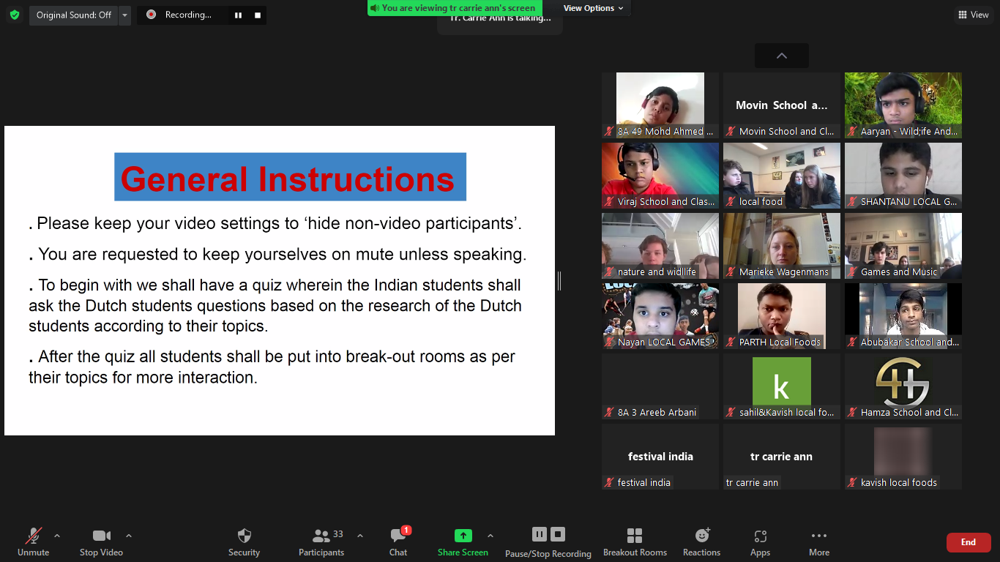 Original Sound: Off
Recording...
You are viewing tr carrie ann's screen
View Options
Tr. Carrie Ann is talking...
View
General Instructions
. Please keep your video settings to ‘hide non-video participants’.
. You are requested to keep yourselves on mute unless speaking.
. To begin with we shall have a quiz wherein the Indian students shall
ask the Dutch students questions based on the research of the Dutch
students according to their topics.
. After the quiz all students shall be put into break-out rooms as per
their topics for more interaction.
8A 49 Mohd Ahmed ...
Movin School a...
Movin School and Cl...
Aaryan - Wild;ife And...
Viraj School and Clas...
local food
SHANTANU LOCAL G...
nature and widllife
Marieke Wagenmans
Games and Music
Nayan LOCAL GAMES
PARTH Local Foods
Abubakar School and...
8A 3 Areeb Arbani
k
sahil&Kavish local fo...
Hamza School and Cl...
festival india
festival india
tr carrie ann
tr carrie ann
kavish local foods
Unmute
Stop Video
Security
Participants
33
Chat
1
Share Screen
Pause/Stop Recording
Breakout Rooms
Reactions
Apps
More
End